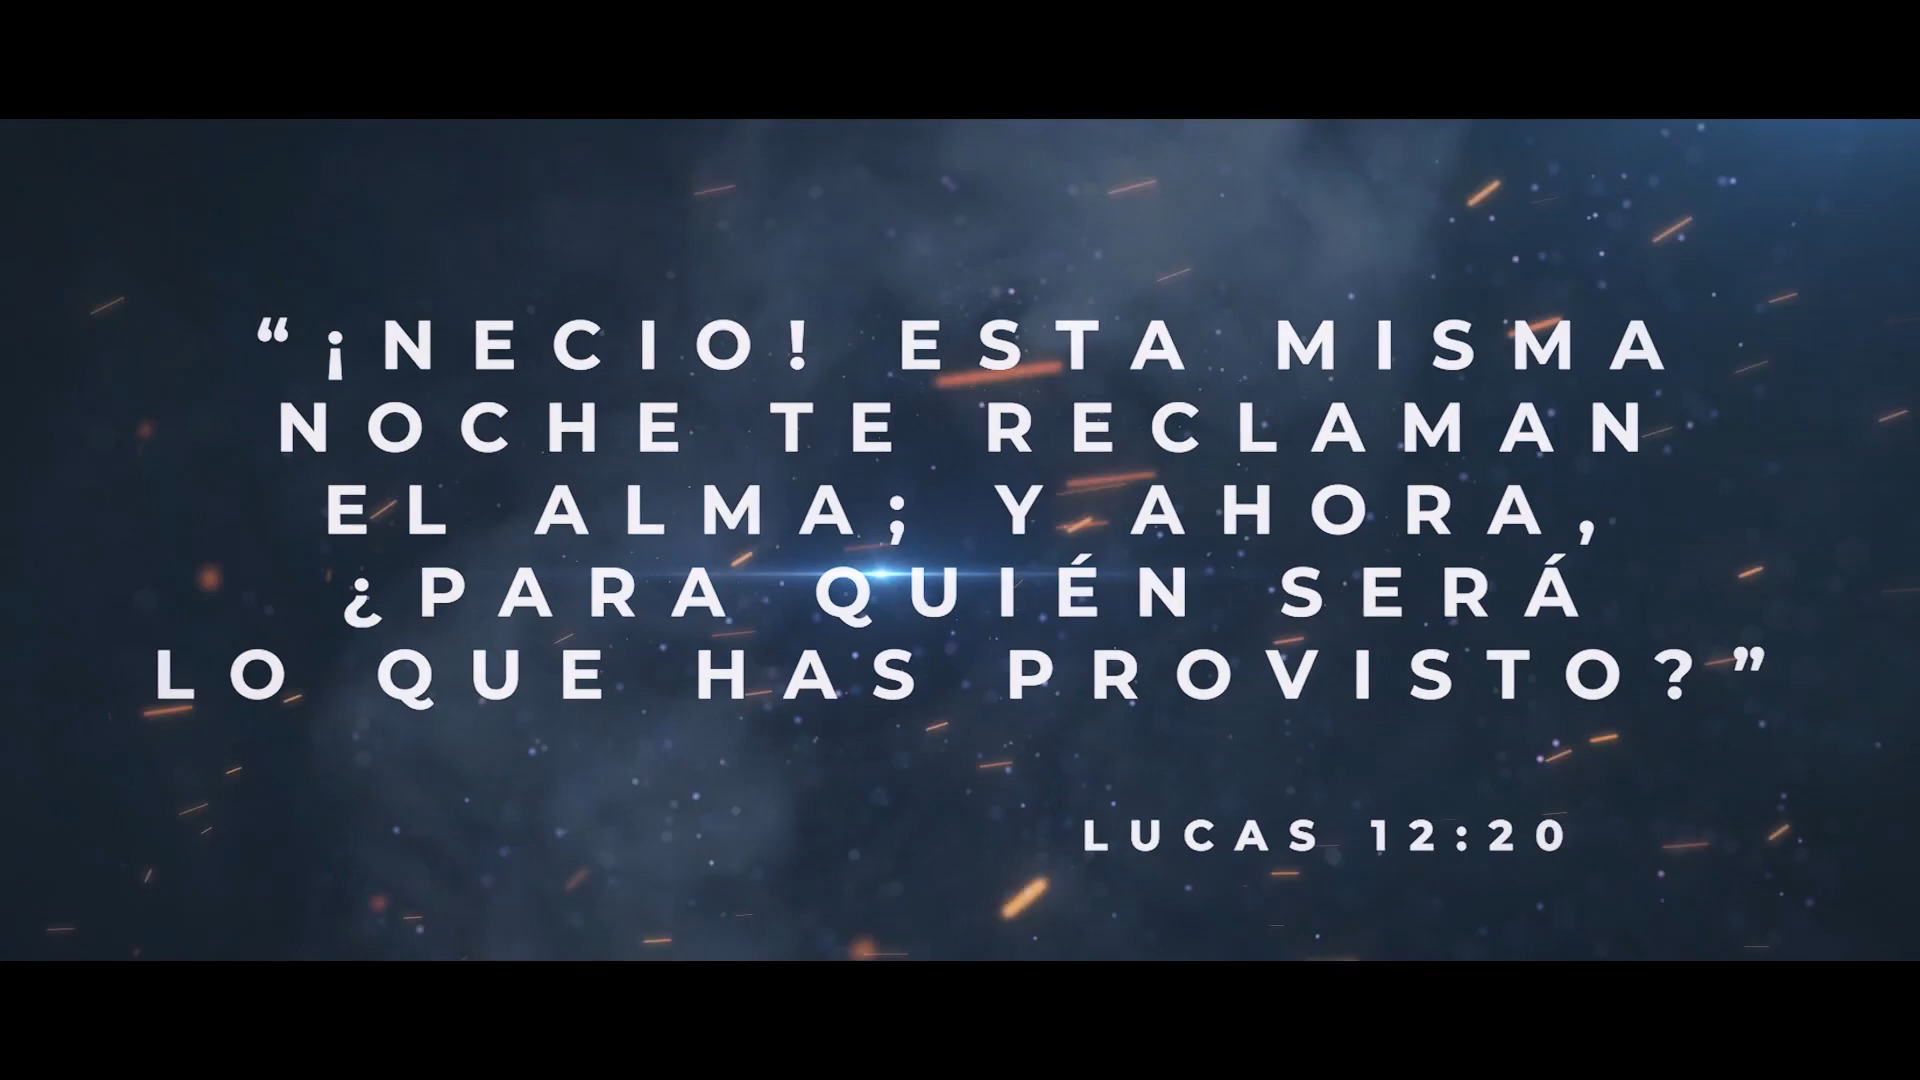 “¡NECIO! ESTA MISMA
NOCHE TE RECLAMAN
EL ALMA; Y AHORA,
¿PARA QUIÉN SERÁ
LO QUE HAS PROVISTO?”
LUCAS 12:20